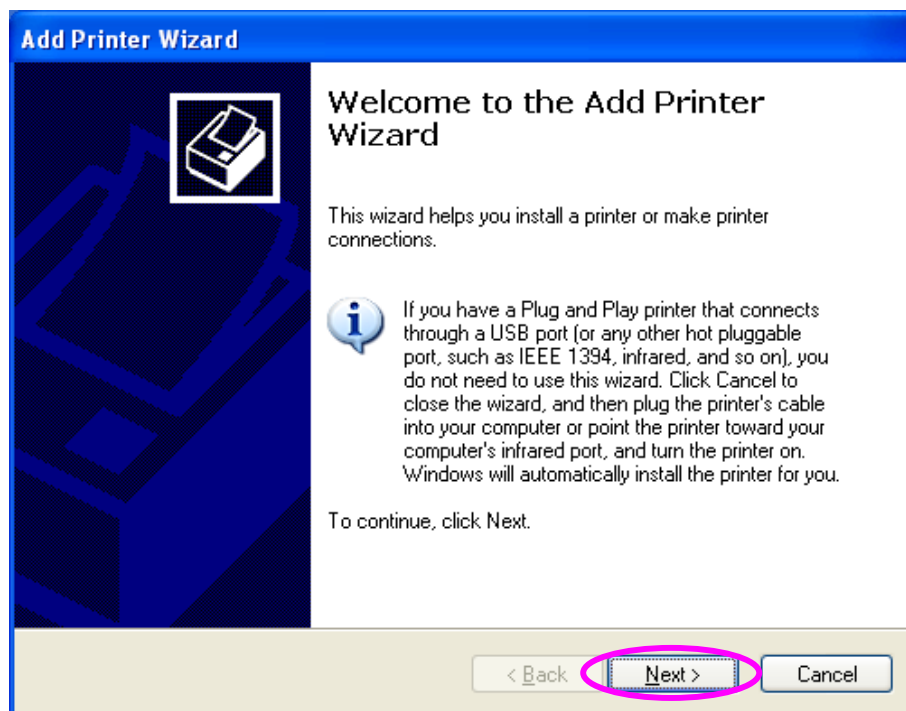 Add Printer Wizard
Welcome to the Add Printer
Wizard
This wizard helps you install a printer or make printer
connections.
If you have a Plug and Play printer that connects
through a USB port (or any other hot pluggable
port, such as IEEE 1394, infrared, and so on), you
do not need to use this wizard. Click Cancel to
close the wizard, and then plug the printer's cable
into your computer or point the printer toward your
computer's infrared port, and turn the printer on.
Windows will automatically install the printer for you.
To continue, click Next.
< Back Next > Cancel